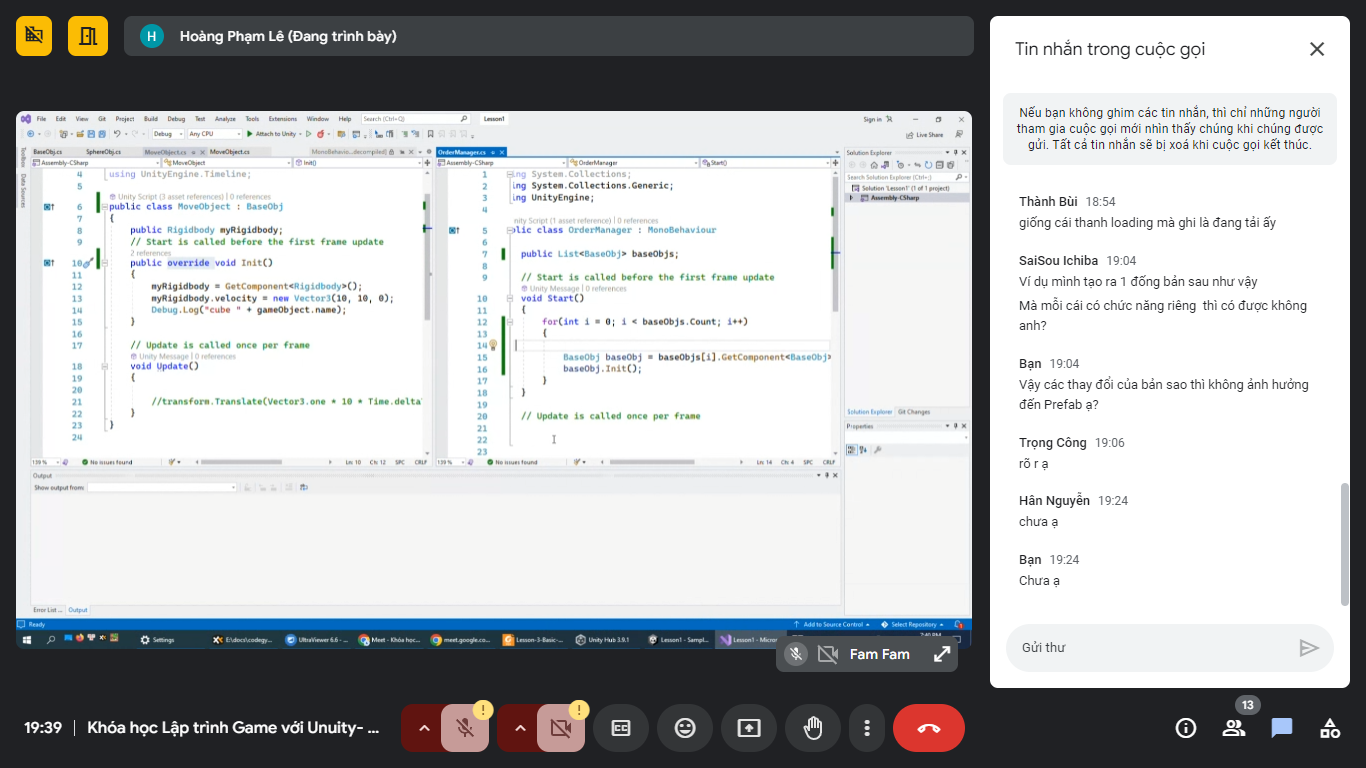 H Hoàng Phạm Lê (Đang trình bày)
File Edit View Git Project Build Debug Test Analyze Tools Extensions Window Help Search (Ctrl+Q) Lesson1 Sign in
Debug Any CPU Attach to Unity Live Share
BaseObj.cs SphereObj.cs MoveObject.cs MoveObject.cs MonoBehavio... [decompiled]
Assembly-CSharp MoveObject Init()
4 using UnityEngine.Timeline;
5
Unity Script (3 asset references) | 0 references
6 public class MoveObject : BaseObj
7 {
8 public Rigidbody myRigidbody;
9 // Start is called before the first frame update
2 references
10 public override void Init()
11 {
12 myRigidbody = GetComponent<Rigidbody>();
13 myRigidbody.velocity = new Vector3(10, 10, 0);
14 Debug.Log("cube " + gameObject.name);
15 }
16
17 // Update is called once per frame
Unity Message | 0 references
18 void Update()
19 {
20
21 //transform.Translate(Vector3.one * 10 * Time.delta
22 }
23 }
24
139 % No issues found Ln: 10 Ch: 12 SPC CRLF
OrderManager.cs
Assembly-CSharp OrderManager Start()
1 ing System.Collections;
2 ing System.Collections.Generic;
3 ing UnityEngine;
4
nity Script (1 asset reference) | 0 references
5 blic class OrderManager : MonoBehaviour
6
7 public List<BaseObj> baseObjs;
8
9 // Start is called before the first frame update
Unity Message | 0 references
10 void Start()
11 {
12 for(int i = 0; i < baseObjs.Count; i++)
13 {
14
15 BaseObj baseObj = baseObjs[i].GetComponent<BaseObj>
16 baseObj.Init();
17 }
18 }
19
20 // Update is called once per frame
21
22
23
139 % No issues found Ln: 14 Ch: 4 SPC CRLF
Solution Explorer
Search Solution Explorer (Ctrl+;)
Solution 'Lesson1' (1 of 1 project)
Assembly-CSharp
Solution Explorer Git Changes
Properties
Output
Show output from:
Error List ... Output
Ready Add to Source Control Select Repository
Settings E:\docs\codegy... UltraViewer 6.6 - ... Meet - Khóa học... meet.google.co... Lesson-3-Basic-... Unity Hub 3.9.1 Lesson1 - Sampl... Lesson1 - Micros
Fam Fam
19:39 Khóa học Lập trình Game với Unuity- ...
Tin nhắn trong cuộc gọi
Nếu bạn không ghim các tin nhắn, thì chỉ những người
tham gia cuộc gọi mới nhìn thấy chúng khi chúng được
gửi. Tất cả tin nhắn sẽ bị xoá khi cuộc gọi kết thúc.
Thành Bùi 18:54
giống cái thanh loading mà ghi là đang tải ấy
SaiSou Ichiba 19:04
Ví dụ mình tạo ra 1 đống bản sau như vậy
Mà mỗi cái có chức năng riêng thì có được không
anh?
Bạn 19:04
Vậy các thay đổi của bản sao thì không ảnh hưởng
đến Prefab ạ?
Trọng Công 19:06
rõ r ạ
Hân Nguyễn 19:24
chưa ạ
Bạn 19:24
Chưa ạ
Gửi thư
13